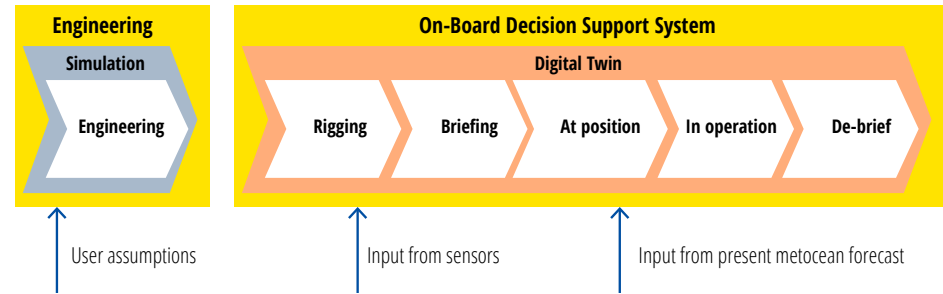 Engineering
Simulation
Engineering
On-Board Decision Support System
Digital Twin
Rigging
Briefing
At position
In operation
De-brief
User assumptions
Input from sensors
Input from present metocean forecast